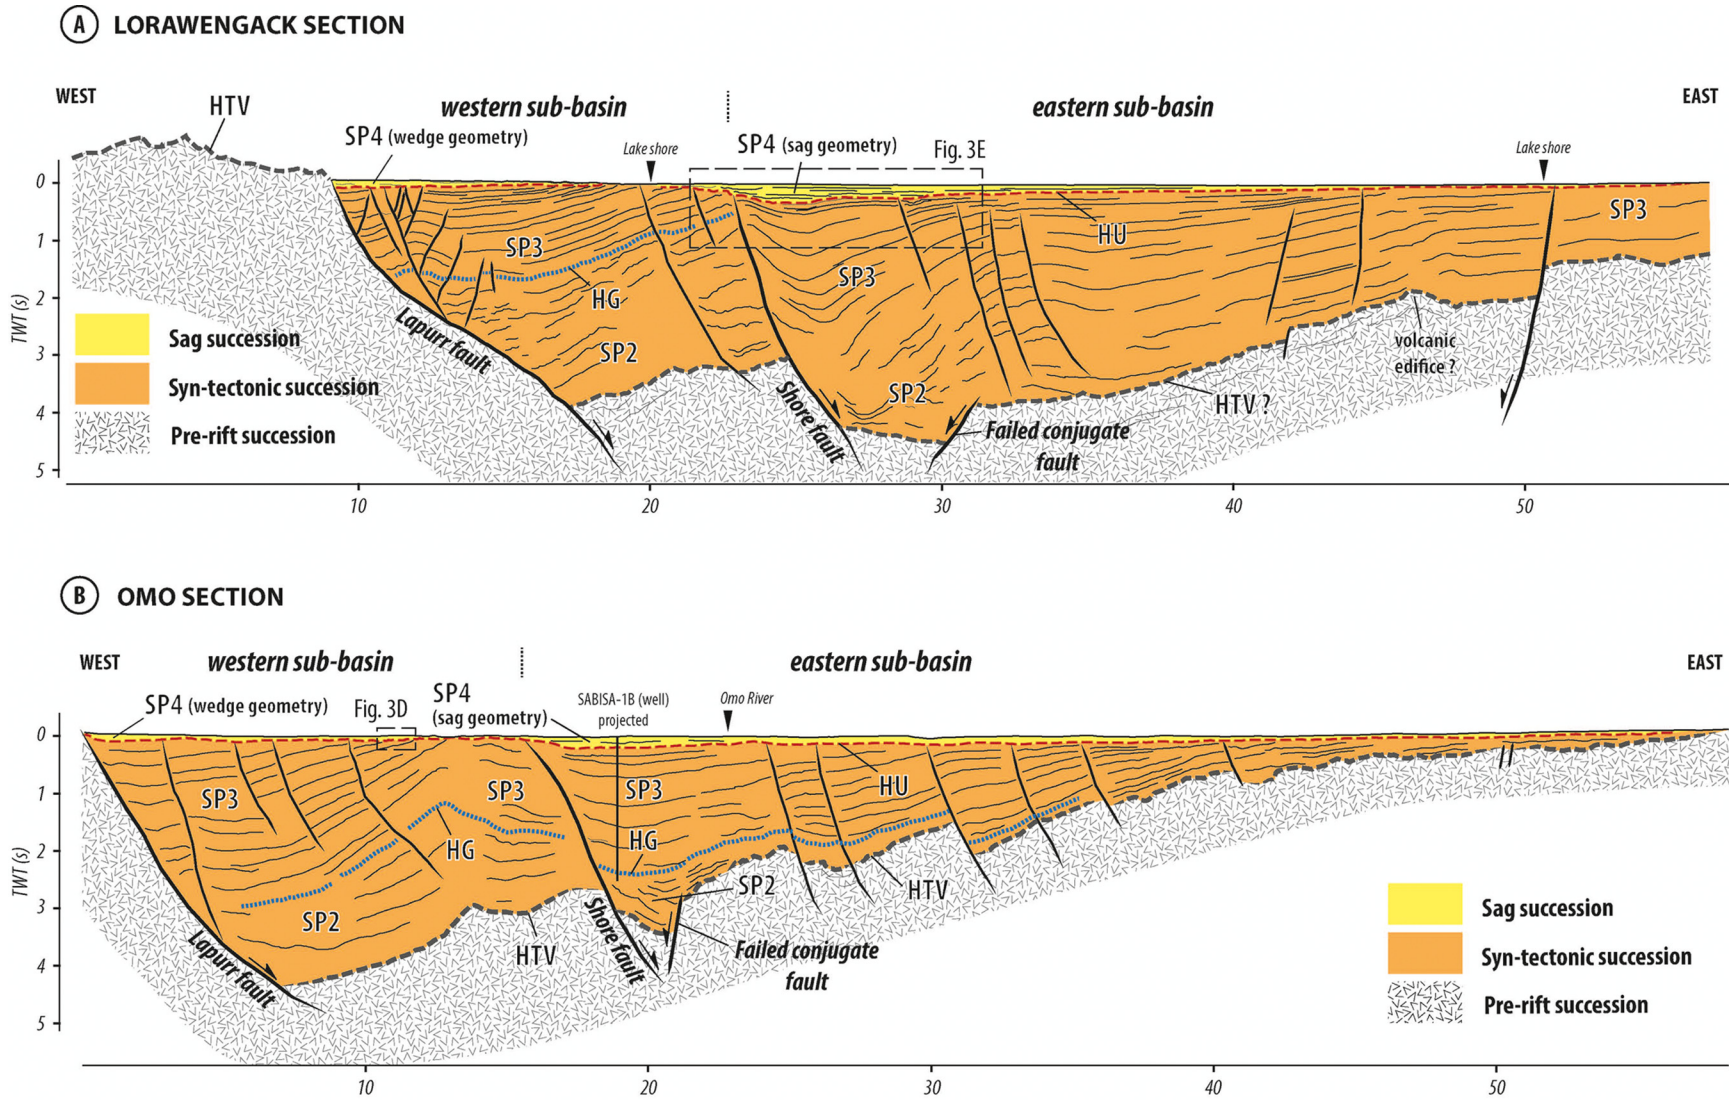 A LORAWENGACK SECTION
WEST
HTV
western sub-basin
eastern sub-basin
EAST
SP4 (wedge geometry)
Lake shore
SP4 (sag geometry)
Fig. 3E
Lake shore
0
1
2
3
4
5
TWT (s)
SP3
HG
SP2
SP3
SP2
HU
SP3
Lapurr fault
Shore fault
Failed conjugate
fault
HTV ?
volcanic
edifice ?
Sag succession
Syn-tectonic succession
Pre-rift succession
10
20
30
40
50
B OMO SECTION
WEST
western sub-basin
eastern sub-basin
EAST
SP4 (wedge geometry)
Fig. 3D
SP4
(sag geometry)
SABISA-1B (well)
projected
Omo River
0
1
2
3
4
5
TWT (s)
SP3
SP3
SP3
HU
HG
HG
SP2
SP2
HTV
HTV
Lapurr fault
Shore fault
Failed conjugate
fault
Sag succession
Syn-tectonic succession
Pre-rift succession
10
20
30
40
50